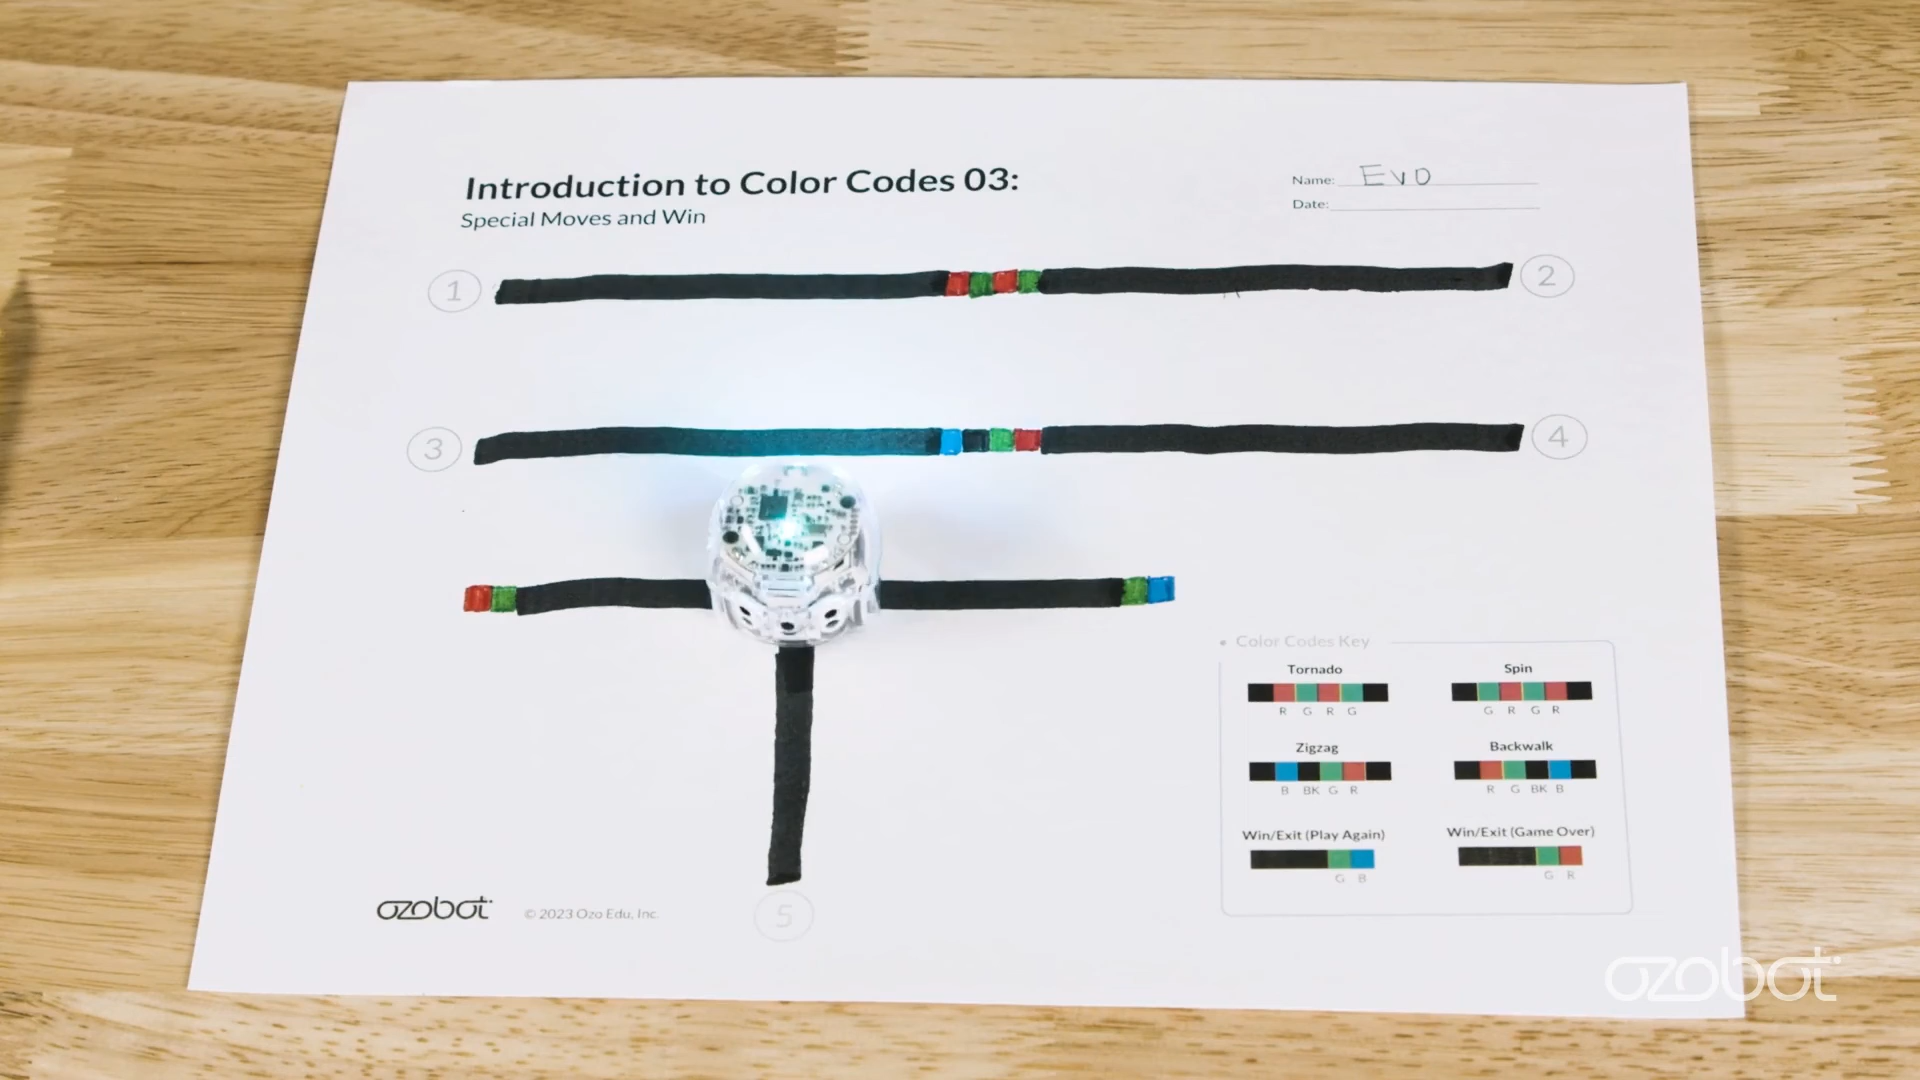 Introduction to Color Codes 03:
Special Moves and Win
Name: Evo
Date:
1
2
3
4
Color Codes Key
Tornado
R G R G
Spin
G R G R
Zigzag
B BK G R
Backwalk
R G BK B
Win/Exit (Play Again)
G B
Win/Exit (Game Over)
G R
ozobot
© 2023 Ozo Edu, Inc.
5
ozobot